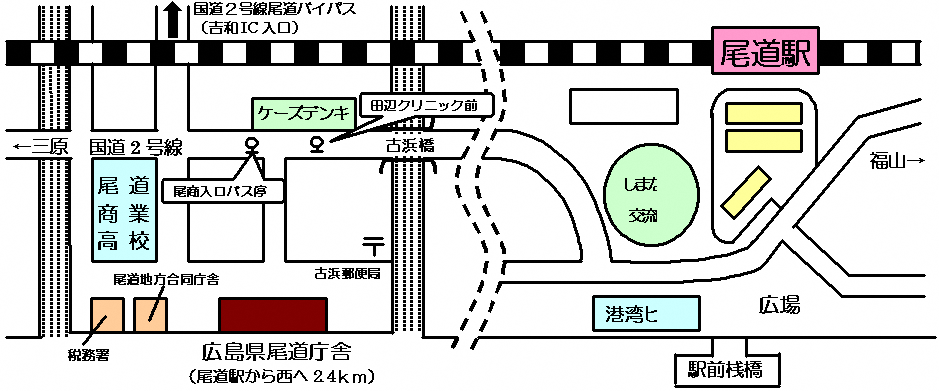 国道２号線尾道バイパス
（吉和ＩＣ入口）
尾道駅
ケーズデンキ
田辺クリニック前
←三原
国道２号線
古浜橋
福山→
尾商入口バス停
尾道
商業
高校
しまな
交流
〒
古浜郵便局
尾道地方合同庁舎
港湾ビ
広場
税務署
広島県尾道庁舎
（尾道駅から西へ２４ｋｍ）
駅前桟橋